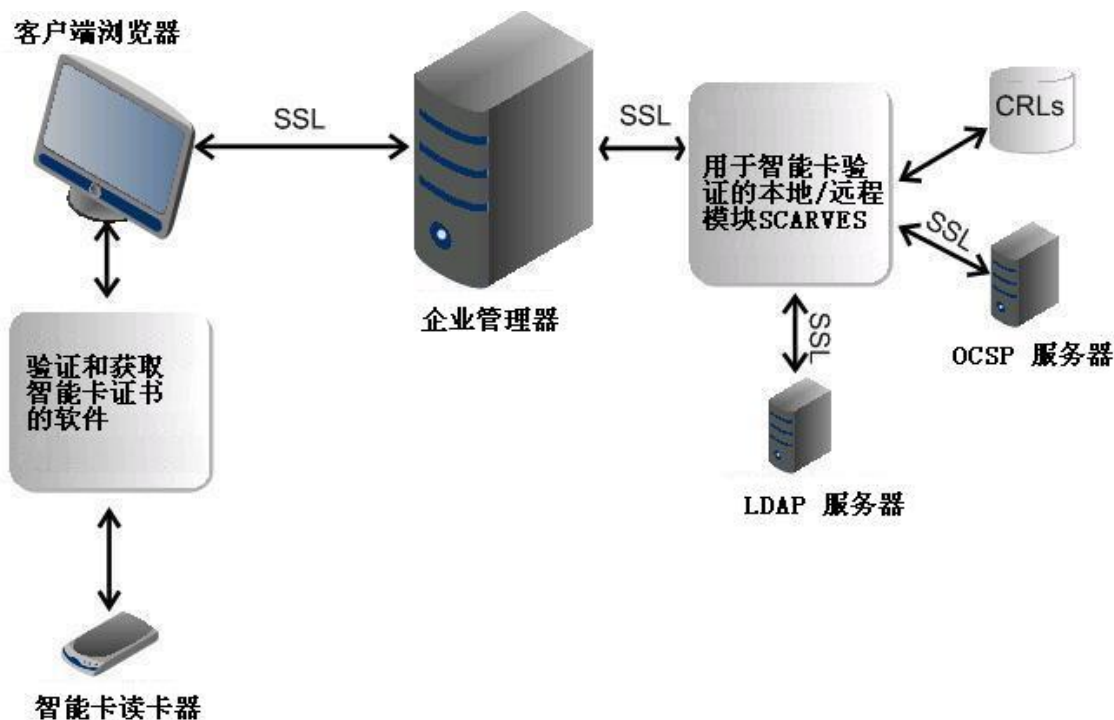 客户端浏览器
SSL
SSL
CRLs
用于智能卡验
证的本地/远程
模块SCARVES
SSL
企业管理器
SSL
OCSP 服务器
验证和获取
智能卡证书
的软件
LDAP 服务器
智能卡读卡器